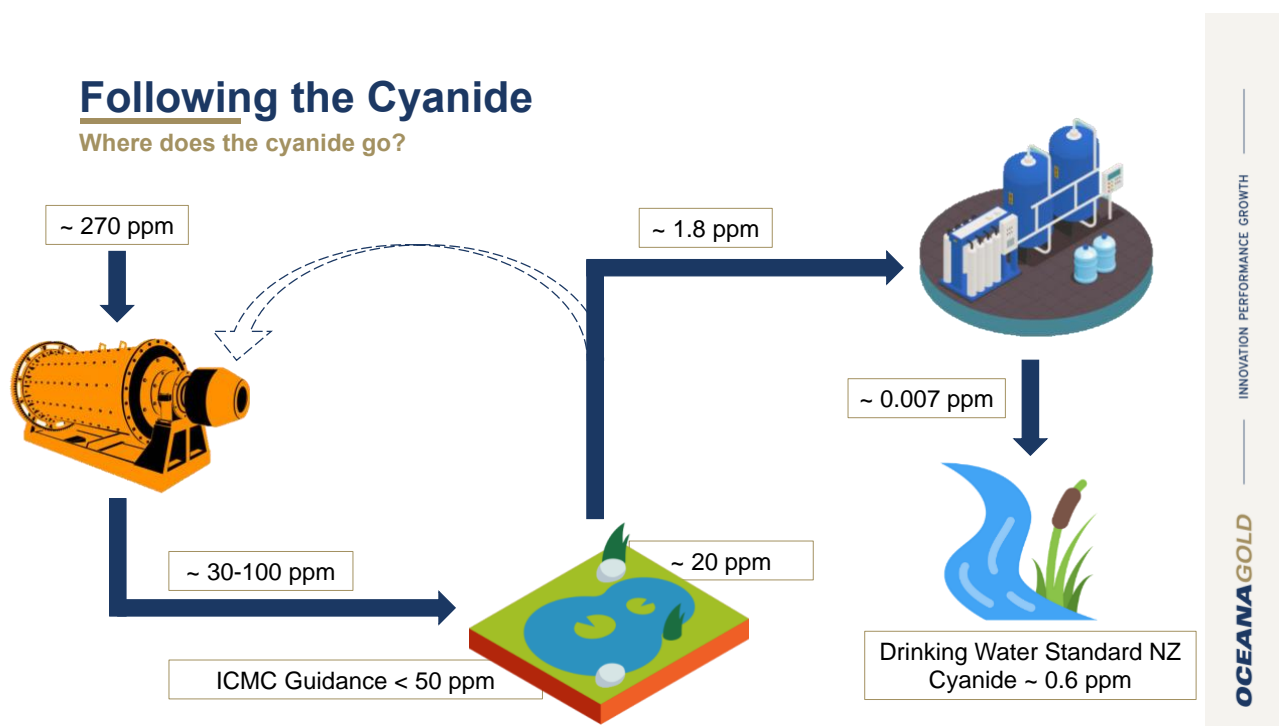 Following the Cyanide
Where does the cyanide go?
~ 270 ppm
~ 1.8 ppm
~ 0.007 ppm
~ 30-100 ppm
~ 20 ppm
ICMC Guidance < 50 ppm
Drinking Water Standard NZ
Cyanide ~ 0.6 ppm
INNOVATION PERFORMANCE GROWTH
OCEANAGOLD